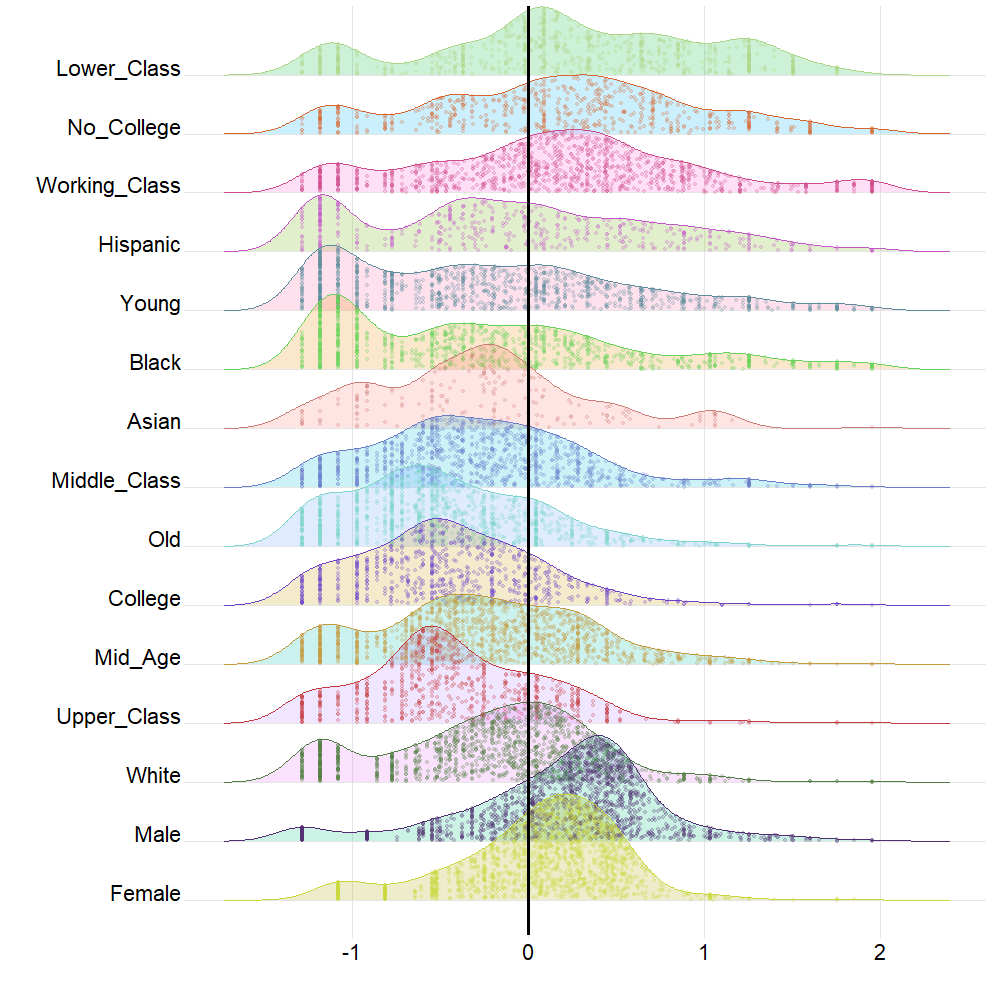 Lower_Class
No_College
Working_Class
Hispanic
Young
Black
Asian
Middle_Class
Old
College
Mid_Age
Upper_Class
White
Male
Female
-1 0 1 2